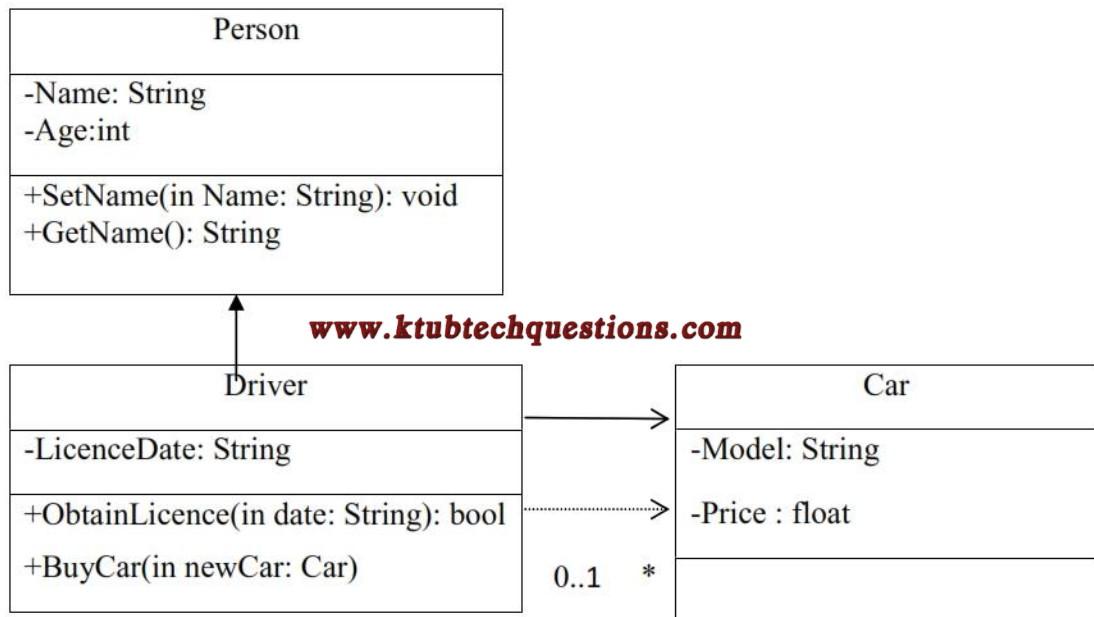 Person
-Name: String
-Age:int
+SetName(in Name: String): void
+GetName(): String
www.ktubtechquestions.com
Driver
-LicenceDate: String
+ObtainLicence(in date: String): bool
+BuyCar(in newCar: Car)
0..1 *
Car
-Model: String
-Price : float